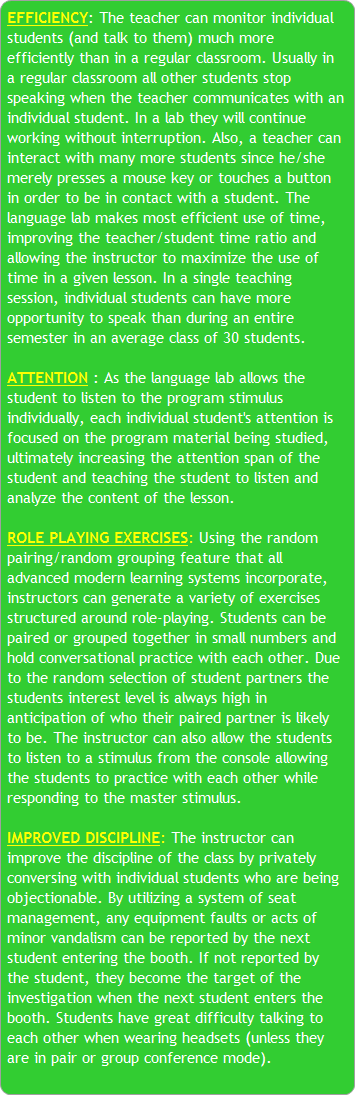 EFFICIENCY: The teacher can monitor individual
students (and talk to them) much more
efficiently than in a regular classroom. Usually in
a regular classroom all other students stop
speaking when the teacher communicates with an
individual student. In a lab they will continue
working without interruption. Also, a teacher can
interact with many more students since he/she
merely presses a mouse key or touches a button
in order to be in contact with a student. The
language lab makes most efficient use of time,
improving the teacher/student time ratio and
allowing the instructor to maximize the use of
time in a given lesson. In a single teaching
session, individual students can have more
opportunity to speak than during an entire
semester in an average class of 30 students.
ATTENTION : As the language lab allows the
student to listen to the program stimulus
individually, each individual student's attention is
focused on the program material being studied,
ultimately increasing the attention span of the
student and teaching the student to listen and
analyze the content of the lesson.
ROLE PLAYING EXERCISES: Using the random
pairing/random grouping feature that all
advanced modern learning systems incorporate,
instructors can generate a variety of exercises
structured around role-playing. Students can be
paired or grouped together in small numbers and
hold conversational practice with each other. Due
to the random selection of student partners the
students interest level is always high in
anticipation of who their paired partner is likely
to be. The instructor can also allow the students
to listen to a stimulus from the console allowing
the students to practice with each other while
responding to the master stimulus.
IMPROVED DISCIPLINE: The instructor can
improve the discipline of the class by privately
conversing with individual students who are being
objectionable. By utilizing a system of seat
management, any equipment faults or acts of
minor vandalism can be reported by the next
student entering the booth. If not reported by
the student, they become the target of the
investigation when the next student enters the
booth. Students have great difficulty talking to
each other when wearing headsets (unless they
are in pair or group conference mode).